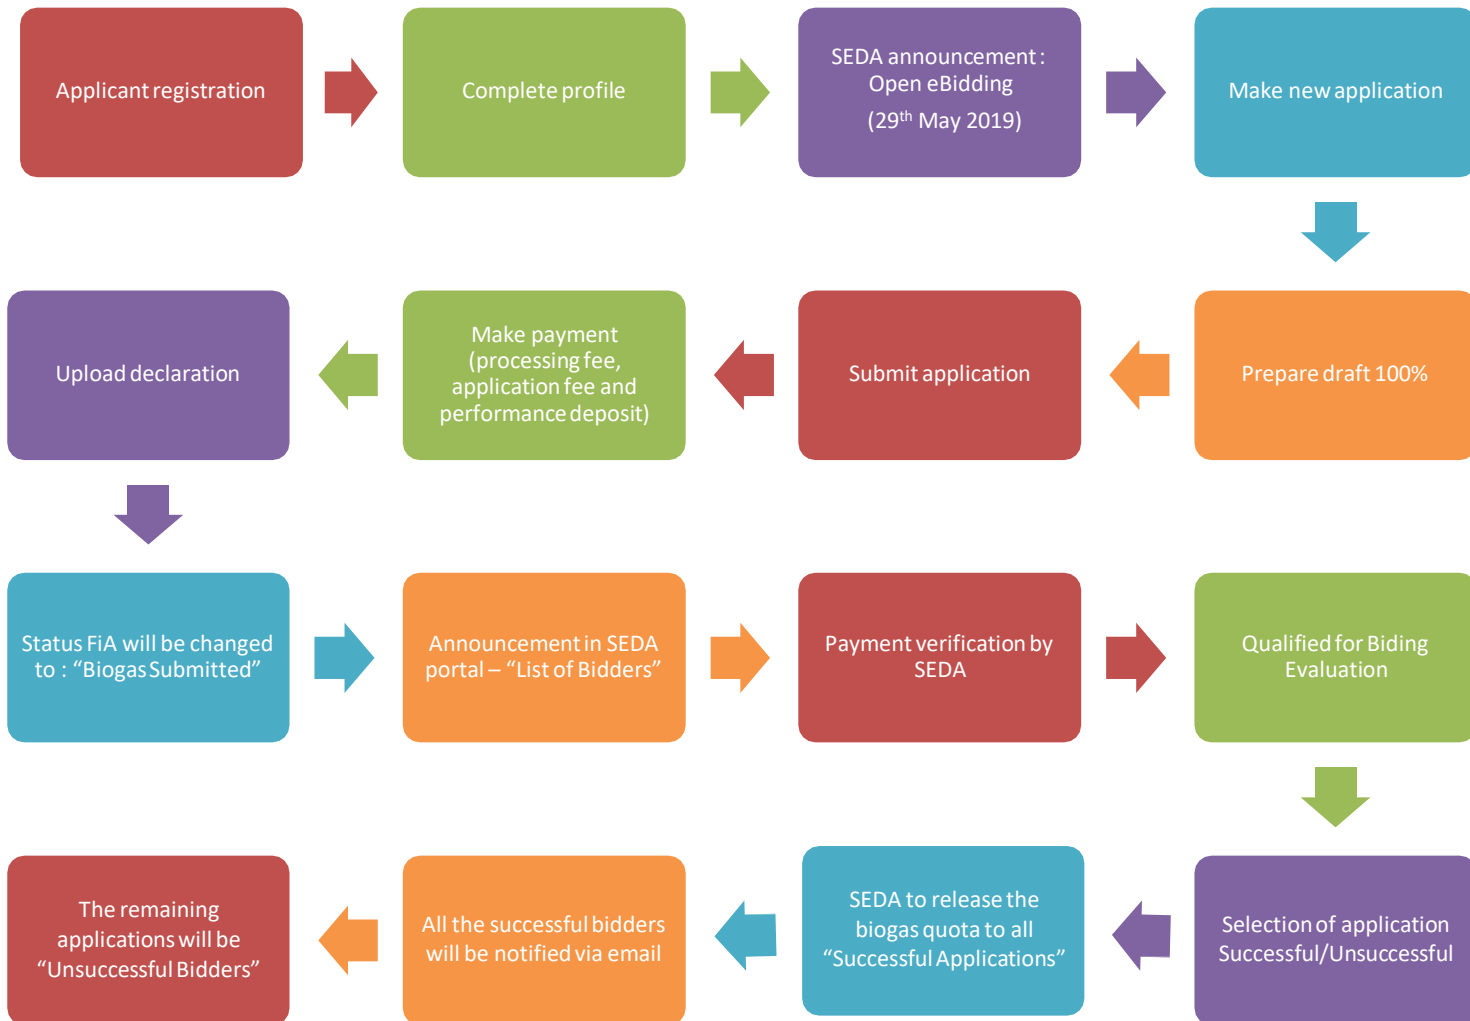 Applicant registration
Complete profile
SEDA announcement :
Open eBidding
(29th May 2019)
Make new application
Prepare draft 100%
Submit application
Make payment
(processing fee,
application fee and
performance deposit)
Upload declaration
Status FiA will be changed
to : “Biogas Submitted”
Announcement in SEDA
portal – “List of Bidders”
Payment verification by
SEDA
Qualified for Biding
Evaluation
Selection of application
Successful/Unsuccessful
SEDA to release the
biogas quota to all
“Successful Applications”
All the successful bidders
will be notified via email
The remaining
applications will be
“Unsuccessful Bidders”